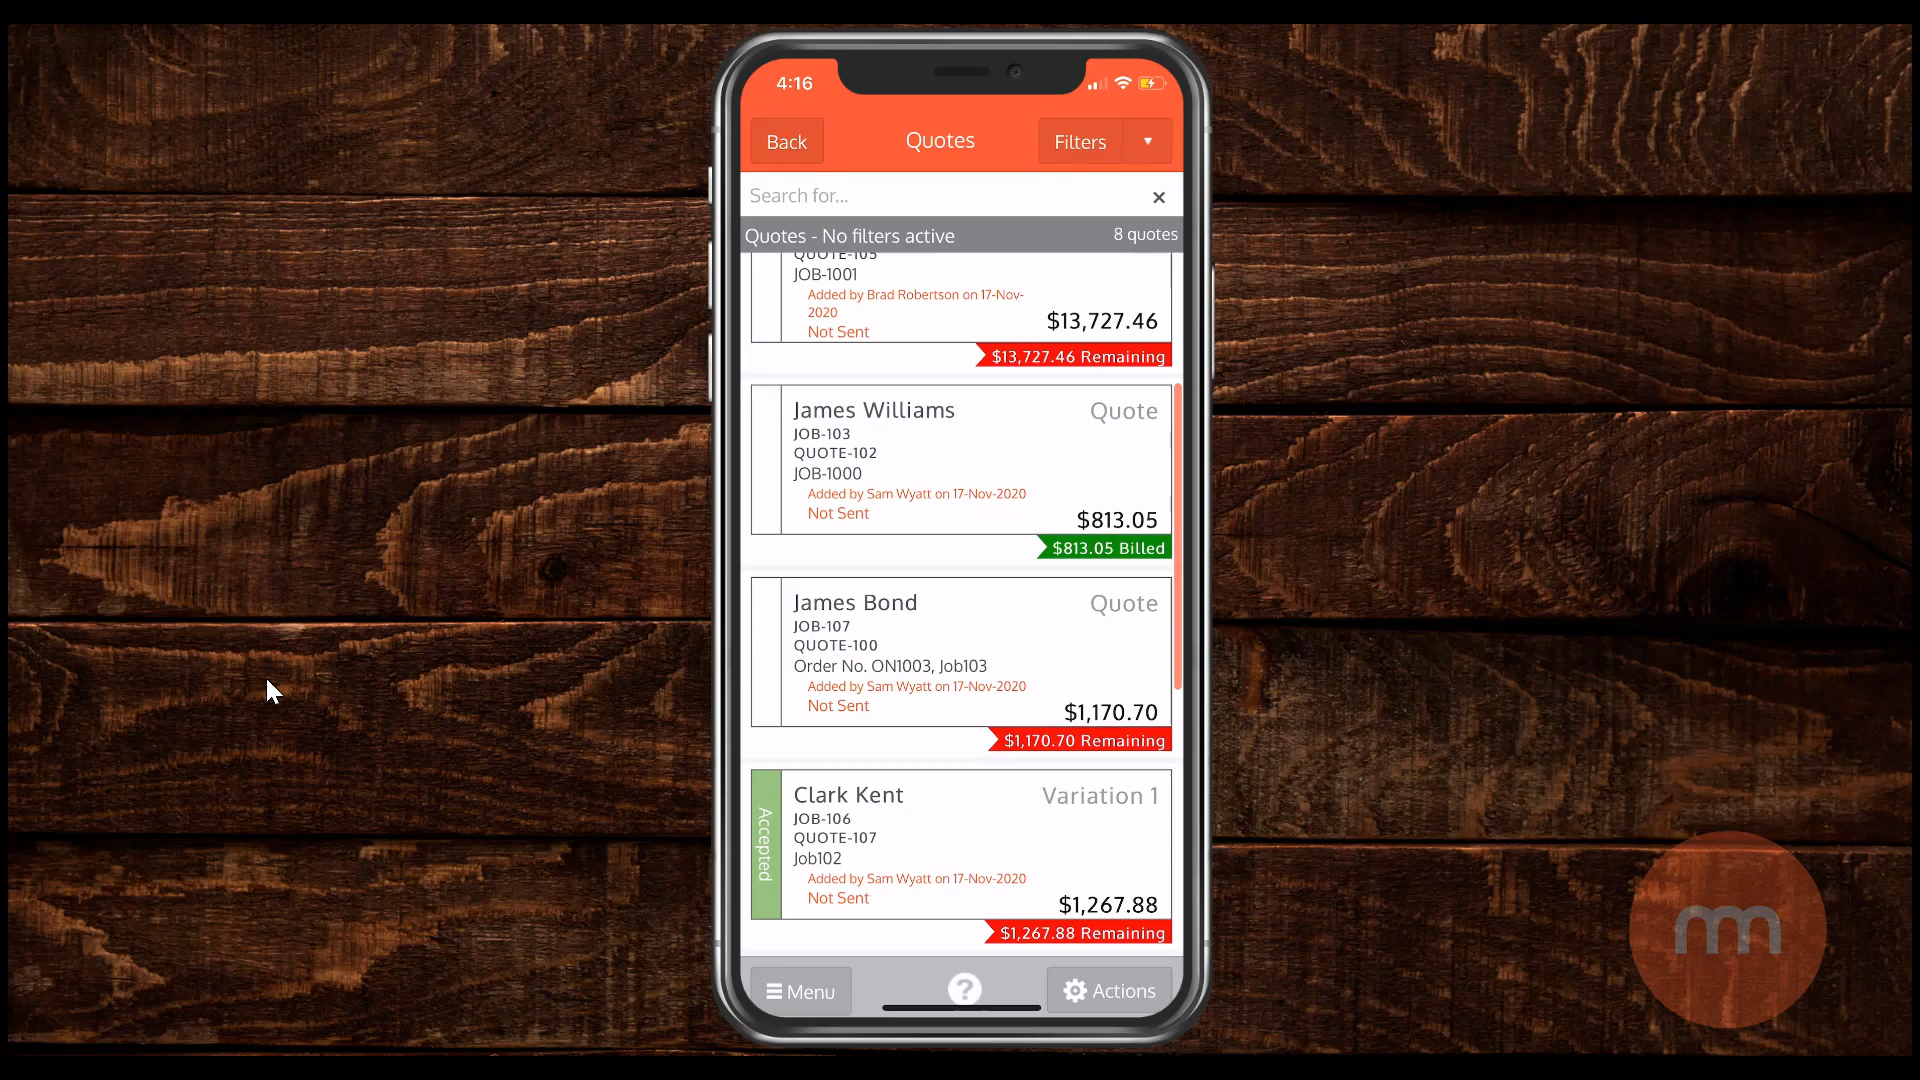 4:16
Back
Quotes
Filters
Search for...
Quotes - No filters active
8 quotes
QUOTE-105
JOB-1001
Added by Brad Robertson on 17-Nov-
2020
Not Sent
$13,727.46
$13,727.46 Remaining
James Williams
Quote
JOB-103
QUOTE-102
JOB-1000
Added by Sam Wyatt on 17-Nov-2020
Not Sent
$813.05
$813.05 Billed
James Bond
Quote
JOB-107
QUOTE-100
Order No. ON1003, Job103
Added by Sam Wyatt on 17-Nov-2020
Not Sent
$1,170.70
$1,170.70 Remaining
Accepted
Clark Kent
Variation 1
JOB-106
QUOTE-107
Job102
Added by Sam Wyatt on 17-Nov-2020
Not Sent
$1,267.88
$1,267.88 Remaining
Menu
?
Actions